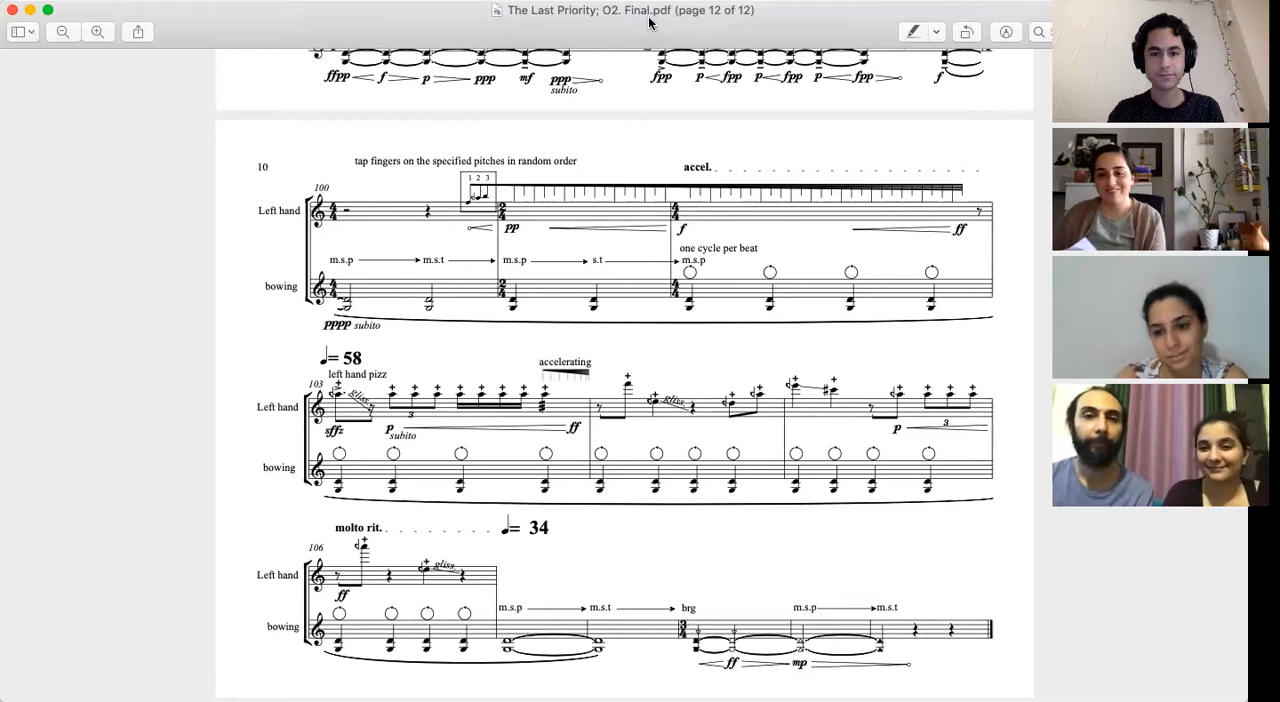 The Last Priority; O2. Final.pdf (page 12 of 12)
ffpp f p ppp mf ppp fpp p fpp p fpp p fpp f
subito
10 tap fingers on the specified pitches in random order accel.
100 1 2 3
Left hand
pp f ff
one cycle per beat
m.s.p m.s.t m.s.p s.t m.s.p
bowing
pppp subito
= 58
left hand pizz accelerating
103
Left hand gliss. gliss.
3 3
sffz p ff p
subito
bowing
molto rit. = 34
106
Left hand gliss.
ff
m.s.p m.s.t brg m.s.p m.s.t
bowing
ff mp